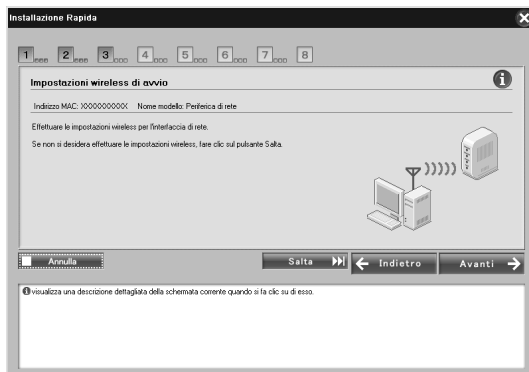 Installazione Rapida
1 2 3 4 5 6 7 8
Impostazioni wireless di avvio
Indirizzo MAC: XXXXXXXXXX Nome modello: Periferica di rete
Effettuare le impostazioni wireless per l'interfaccia di rete.
Se non si desidera effettuare le impostazioni wireless, fare clic sul pulsante Salta.
Annulla Salta Indietro Avanti
visualizza una descrizione dettagliata della schermata corrente quando si fa clic su di esso.